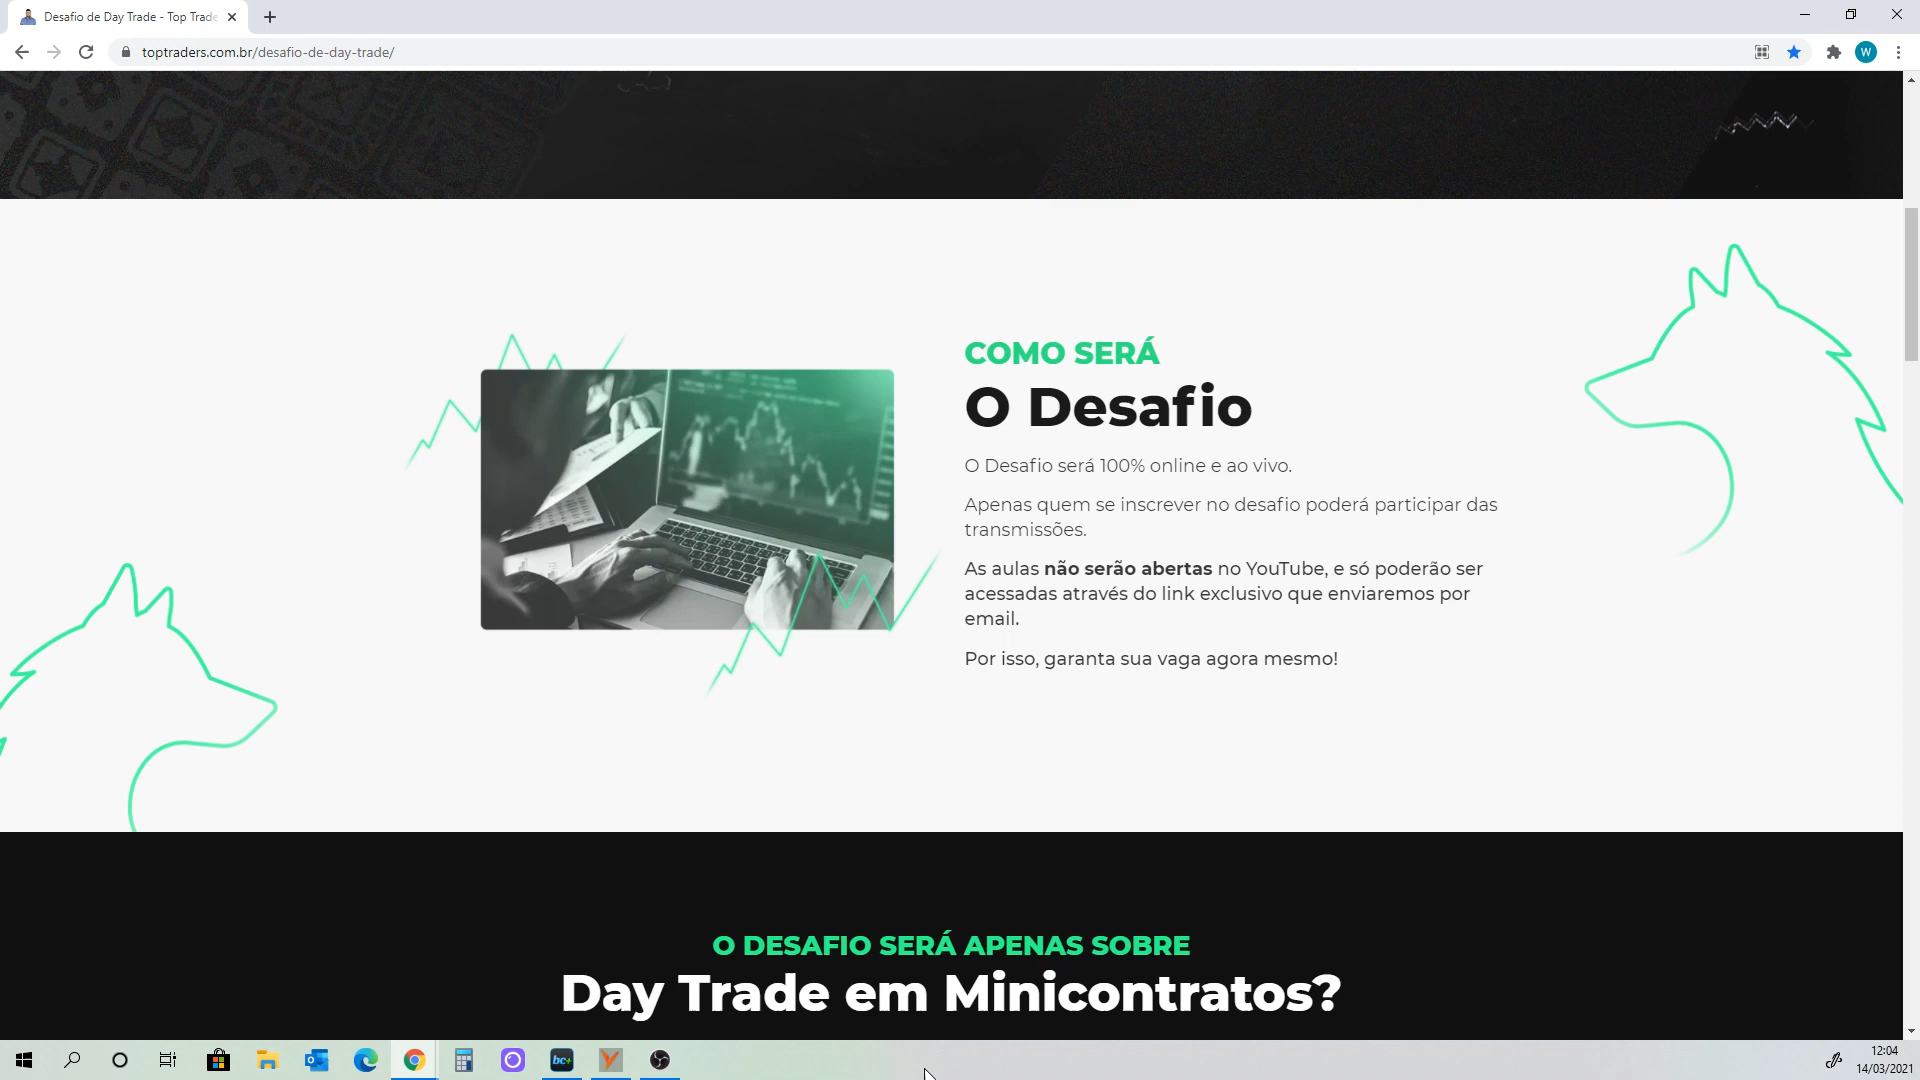 Desafio de Day Trade - Top Trade
toptraders.com.br/desafio-de-day-trade/
W
COMO SERÁ
O Desafio
O Desafio será 100% online e ao vivo.
Apenas quem se inscrever no desafio poderá participar das
transmissões.
As aulas não serão abertas no YouTube, e só poderão ser
acessadas através do link exclusivo que enviaremos por
email.
Por isso, garanta sua vaga agora mesmo!
O DESAFIO SERÁ APENAS SOBRE
Day Trade em Minicontratos?
bc+
12:04
14/03/2021